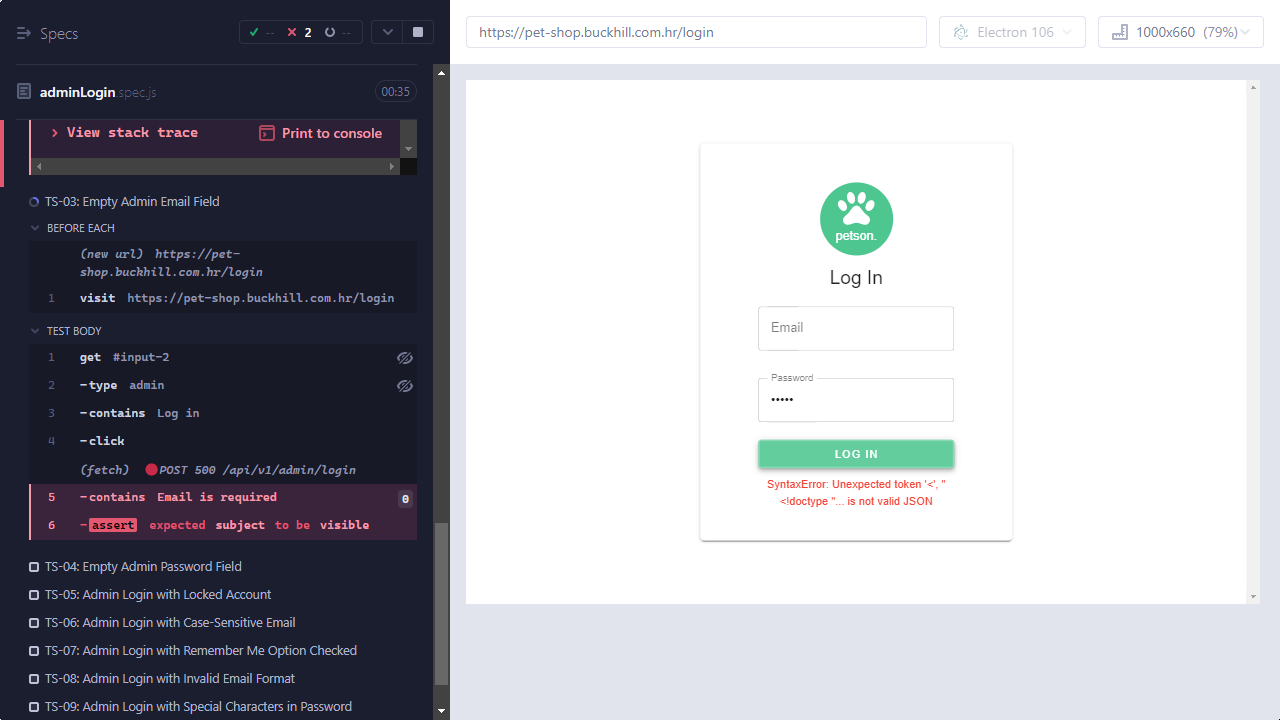 Specs
-- 2 --
adminLogin.spec.js 00:35
View stack trace Print to console
TS-03: Empty Admin Email Field
BEFORE EACH
(new url) https://pet-
shop.buckhill.com.hr/login
1 visit https://pet-shop.buckhill.com.hr/login
TEST BODY
1 get #input-2
2 -type admin
3 -contains Log in
4 -click
(fetch) POST 500 /api/v1/admin/login
5 -contains Email is required 0
6 -assert expected subject to be visible
TS-04: Empty Admin Password Field
TS-05: Admin Login with Locked Account
TS-06: Admin Login with Case-Sensitive Email
TS-07: Admin Login with Remember Me Option Checked
TS-08: Admin Login with Invalid Email Format
TS-09: Admin Login with Special Characters in Password
https://pet-shop.buckhill.com.hr/login
Electron 106
1000x660 (79%)
petson.
Log In
Email
Password
•••••
LOG IN
SyntaxError: Unexpected token '<', "
<!doctype "... is not valid JSON